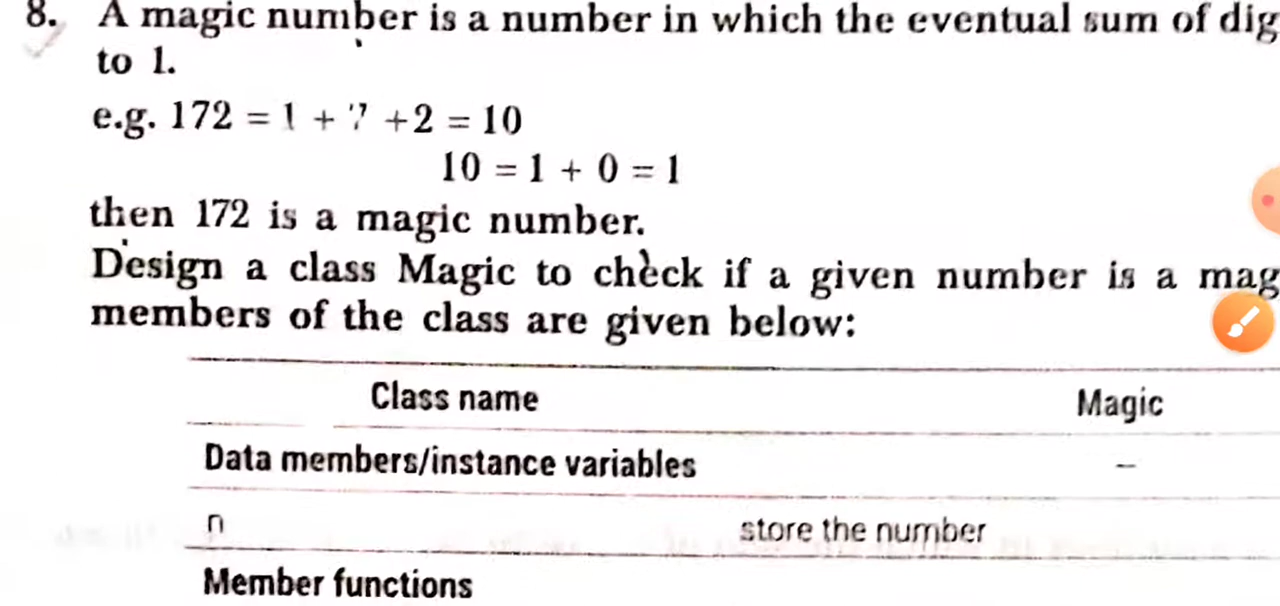 8. A magic number is a number in which the eventual sum of dig
to 1.
e.g. 172 = 1 + 7 +2 = 10
10 = 1 + 0 = 1
then 172 is a magic number.
Design a class Magic to check if a given number is a mag
members of the class are given below:
Class name Magic
Data members/instance variables –
n store the number
Member functions